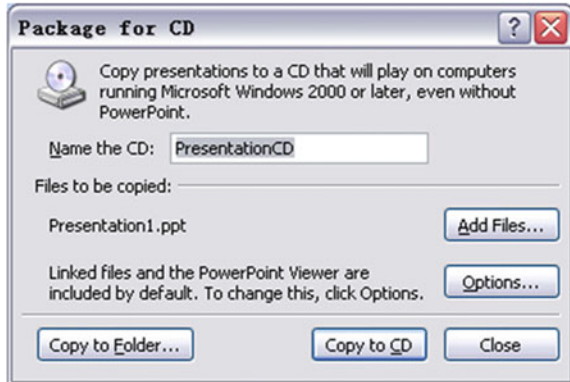 Package for CD
Copy presentations to a CD that will play on computers
running Microsoft Windows 2000 or later, even without
PowerPoint.
Name the CD: PresentationCD
Files to be copied:
Presentation1.ppt
Add Files...
Linked files and the PowerPoint Viewer are
included by default. To change this, click Options.
Options...
Copy to Folder... Copy to CD Close